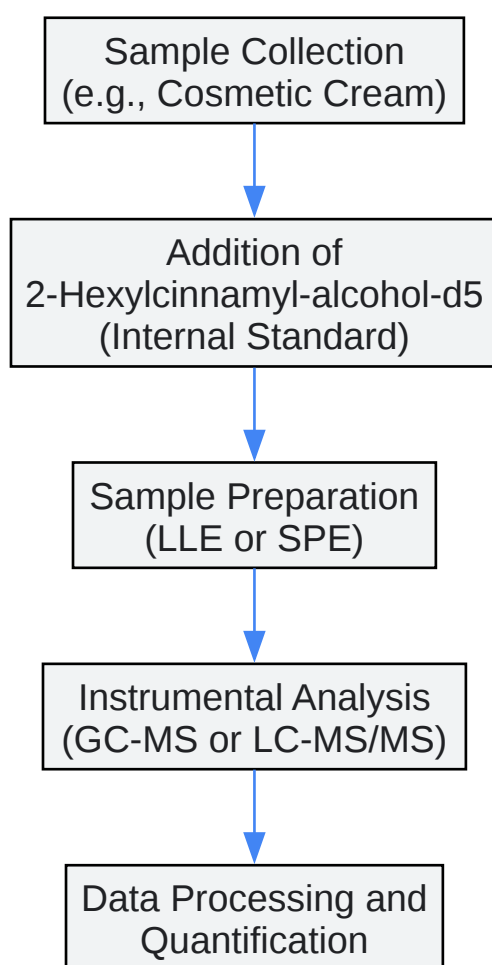 Sample Collection
(e.g., Cosmetic Cream)
Addition of
2-Hexylcinnamyl-alcohol-d5
(Internal Standard)
Sample Preparation
(LLE or SPE)
Instrumental Analysis
(GC-MS or LC-MS/MS)
Data Processing and
Quantification